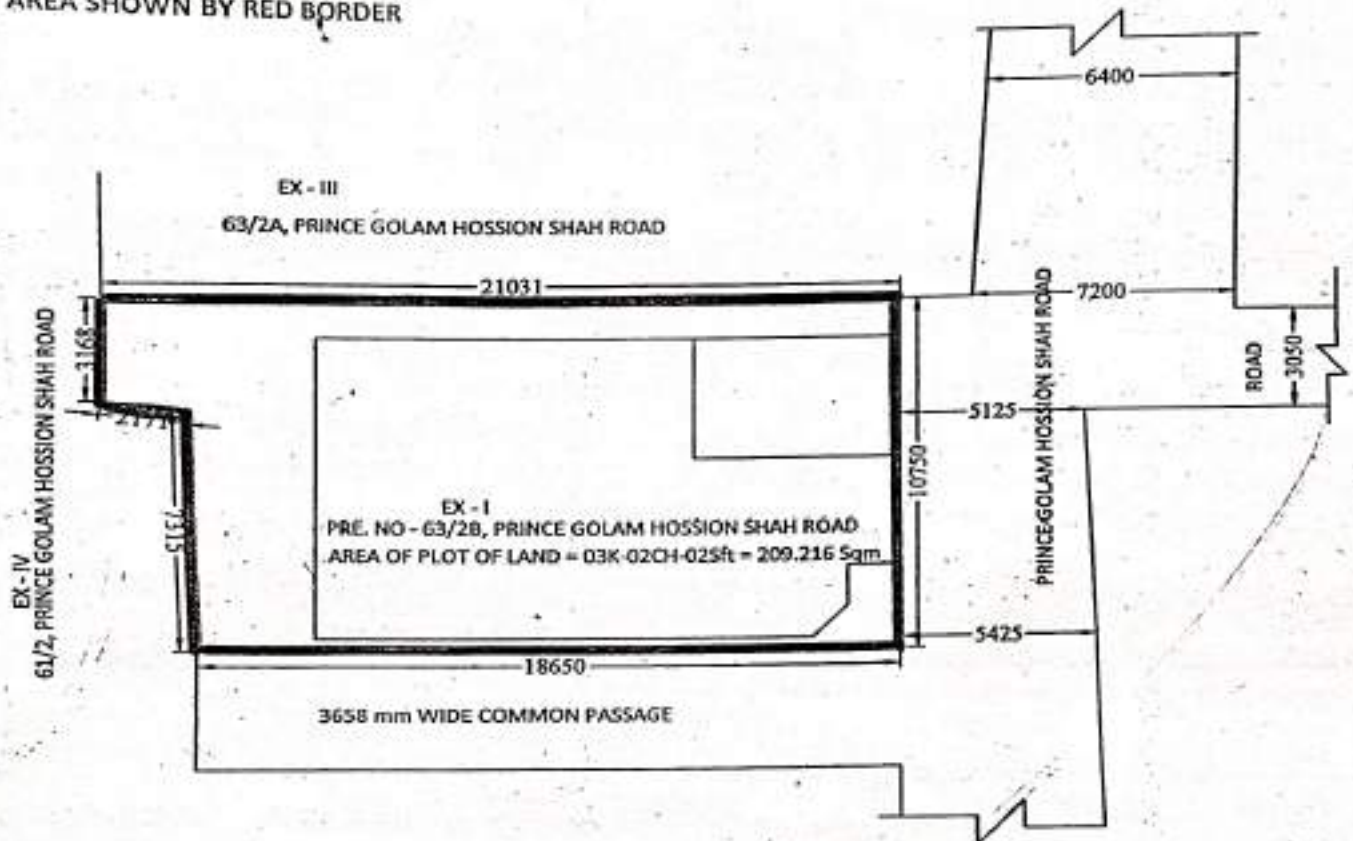 AREA SHOWN BY RED BORDER
6400
EX - III
63/2A, PRINCE GOLAM HOSSION SHAH ROAD
21031
7200
3168
ROAD
3050
2171
5125
PRINCE GOLAM HOSSION SHAH ROAD
10750
7315
EX - I
PRE. NO - 63/2B, PRINCE GOLAM HOSSION SHAH ROAD
AREA OF PLOT OF LAND = 03K-02CH-02Sft = 209.216 Sqm
EX - IV
61/2, PRINCE GOLAM HOSSION SHAH ROAD
5425
18650
3658 mm WIDE COMMON PASSAGE